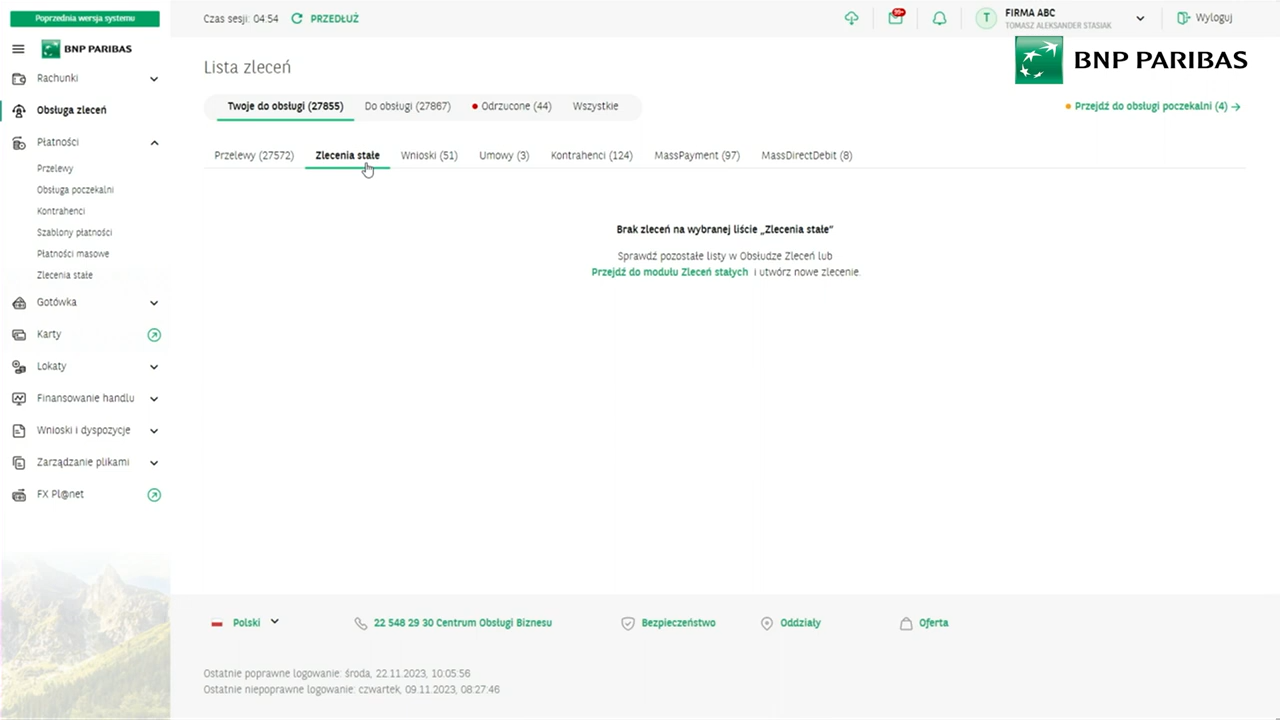 Poprzednia wersja systemu
Czas sesji: 04:54 PRZEDŁUŻ
99+
T
FIRMA ABC
TOMASZ ALEKSANDER STASIAK
Wyloguj
BNP PARIBAS
BNP PARIBAS
Rachunki
Obsługa zleceń
Płatności
Przelewy
Obsługa poczekalni
Kontrahenci
Szablony płatności
Płatności masowe
Zlecenia stałe
Gotówka
Karty
Lokaty
Finansowanie handlu
Wnioski i dyspozycje
Zarządzanie plikami
FX Pl@net
Lista zleceń
Twoje do obsługi (27855) Do obsługi (27867) Odrzucone (44) Wszystkie
Przejdź do obsługi poczekalni (4) →
Przelewy (27572) Zlecenia stałe Wnioski (51) Umowy (3) Kontrahenci (124) MassPayment (97) MassDirectDebit (8)
Brak zleceń na wybranej liście „Zlecenia stałe”
Sprawdź pozostałe listy w Obsłudze Zleceń lub
Przejdź do modułu Zleceń stałych i utwórz nowe zlecenie.
Polski 22 548 29 30 Centrum Obsługi Biznesu Bezpieczeństwo Oddziały Oferta
Ostatnie poprawne logowanie: środa, 22.11.2023, 10:05:56
Ostatnie niepoprawne logowanie: czwartek, 09.11.2023, 08:27:46